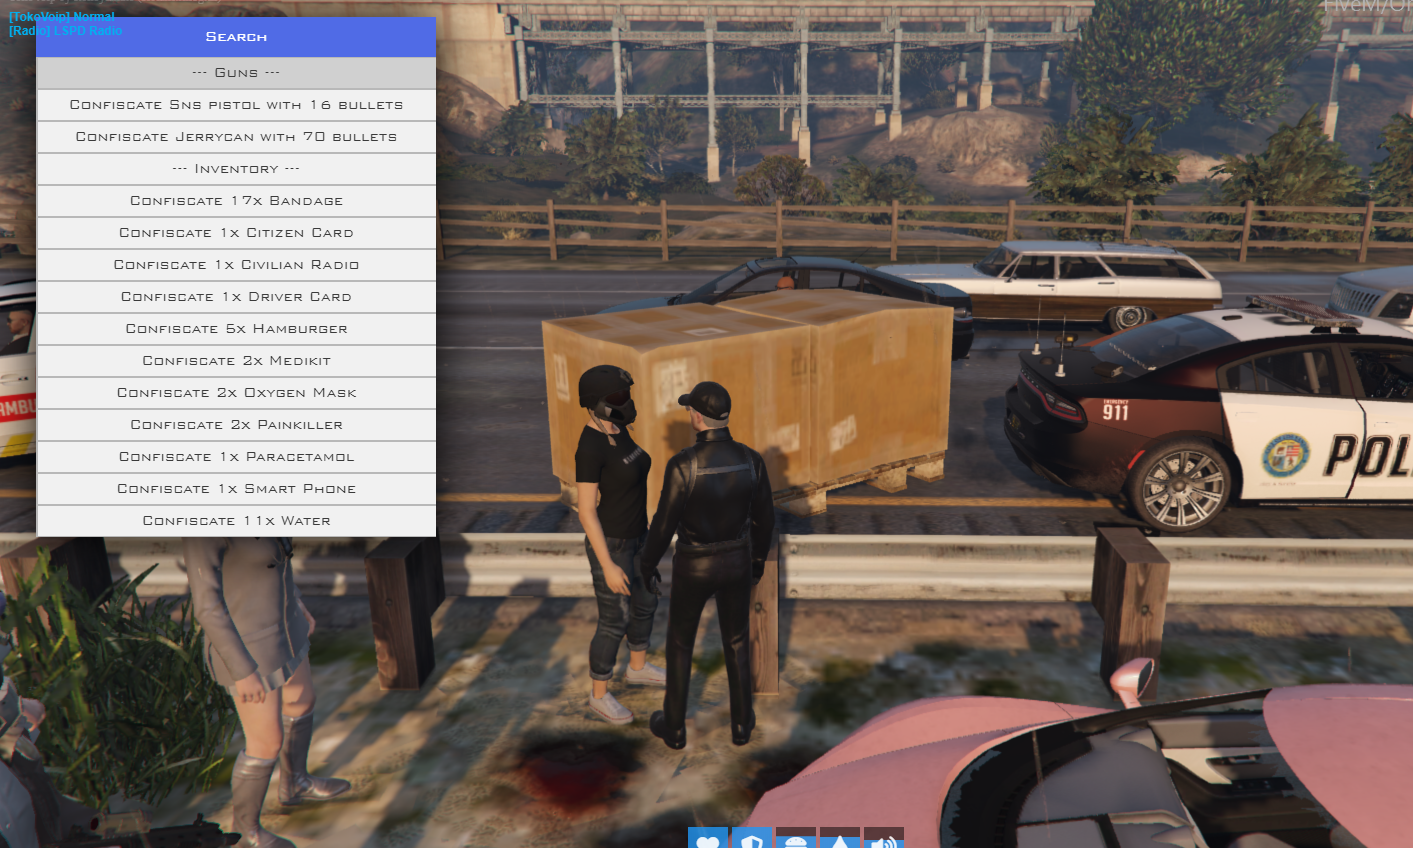 [TokoVoip] Normal
[Radio] LSPD Radio
Search
--- Guns ---
Confiscate Sns pistol with 16 bullets
Confiscate Jerrycan with 70 bullets
--- Inventory ---
Confiscate 17x Bandage
Confiscate 1x Citizen Card
Confiscate 1x Civilian Radio
Confiscate 1x Driver Card
Confiscate 5x Hamburger
Confiscate 2x Medikit
Confiscate 2x Oxygen Mask
Confiscate 2x Painkiller
Confiscate 1x Paracetamol
Confiscate 1x Smart Phone
Confiscate 11x Water
EMERGENCY
911
POL
AMBU